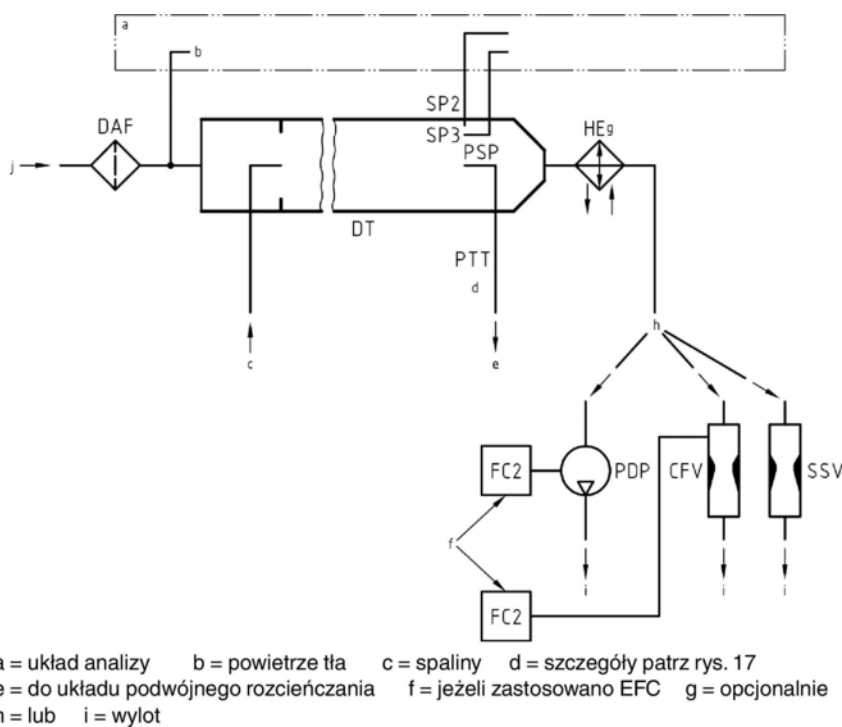 a
b
SP2
DAF
SP3
HEg
j
PSP
DT
PTT
d
h
c
e
FC2
PDP
CFV
SSV
f
i
i
i
FC2
a = układ analizy b = powietrze tła c = spaliny d = szczegóły patrz rys. 17
e = do układu podwójnego rozcieńczania f = jeżeli zastosowano EFC g = opcjonalnie
h = lub i = wylot